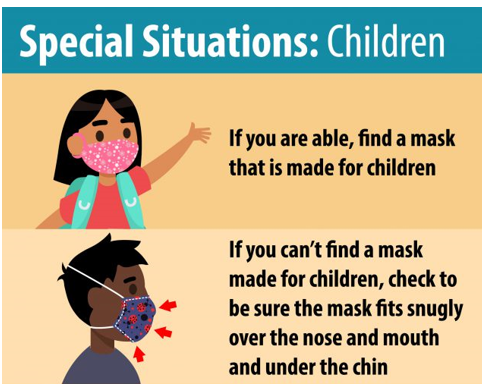 Special Situations: Children
If you are able, find a mask
that is made for children
If you can’t find a mask
made for children, check to
be sure the mask fits snugly
over the nose and mouth
and under the chin